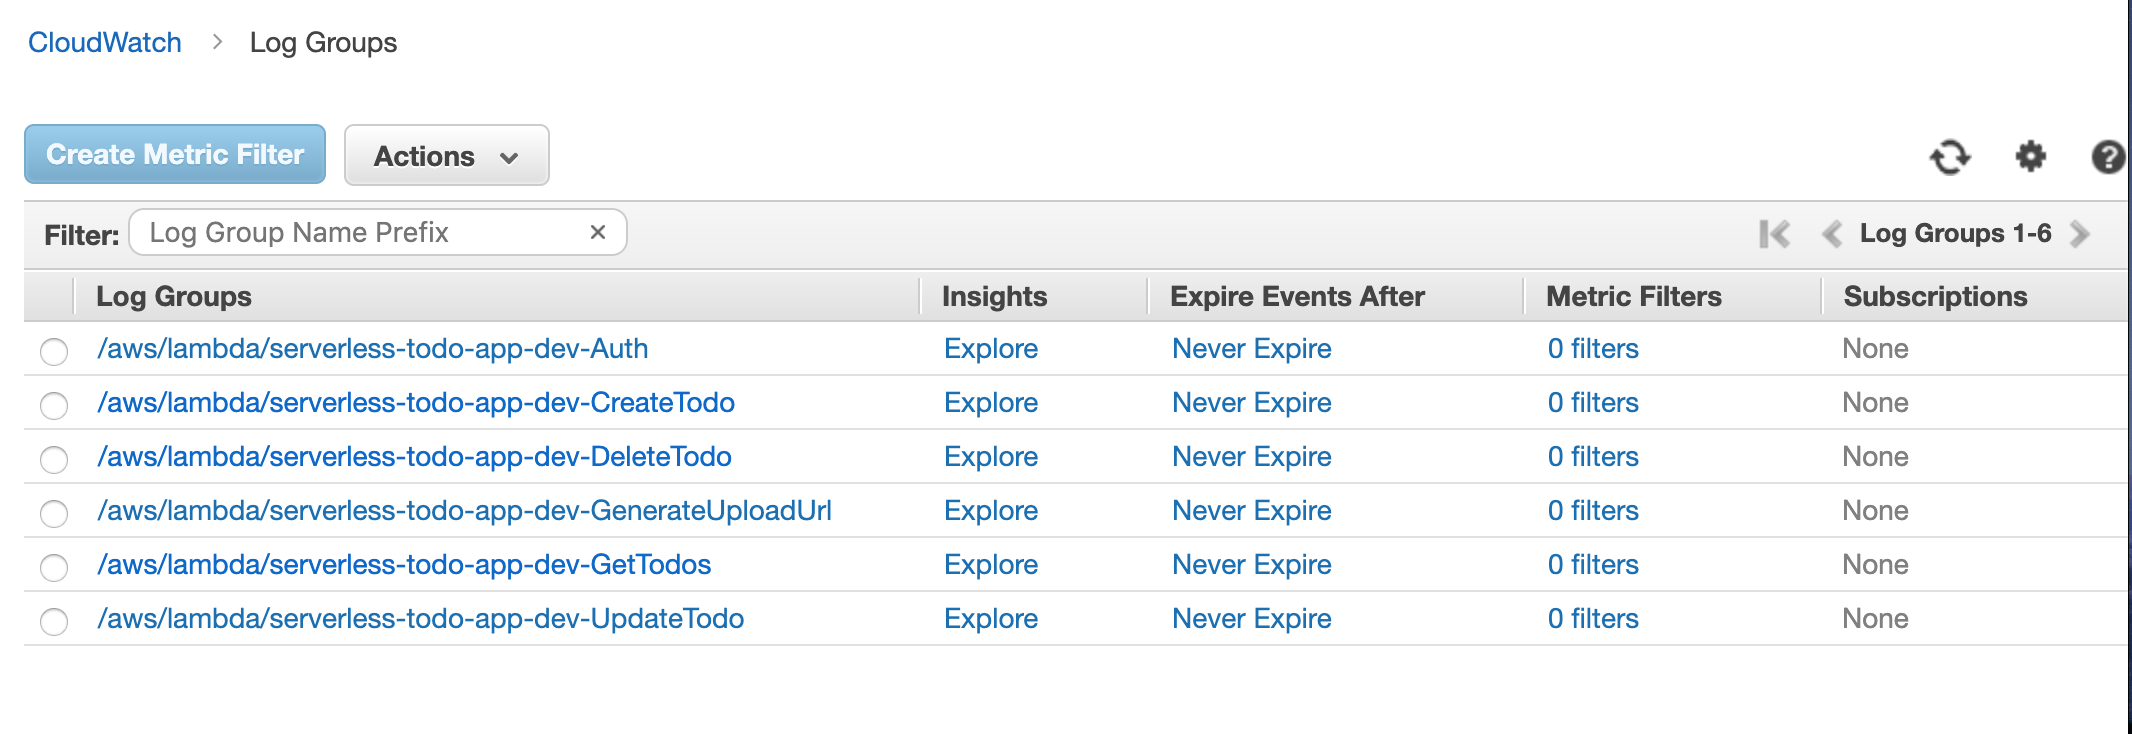 CloudWatch > Log Groups
Create Metric Filter Actions
Filter: Log Group Name Prefix × Log Groups 1-6
Log Groups Insights Expire Events After Metric Filters Subscriptions
/aws/lambda/serverless-todo-app-dev-Auth Explore Never Expire 0 filters None
/aws/lambda/serverless-todo-app-dev-CreateTodo Explore Never Expire 0 filters None
/aws/lambda/serverless-todo-app-dev-DeleteTodo Explore Never Expire 0 filters None
/aws/lambda/serverless-todo-app-dev-GenerateUploadUrl Explore Never Expire 0 filters None
/aws/lambda/serverless-todo-app-dev-GetTodos Explore Never Expire 0 filters None
/aws/lambda/serverless-todo-app-dev-UpdateTodo Explore Never Expire 0 filters None